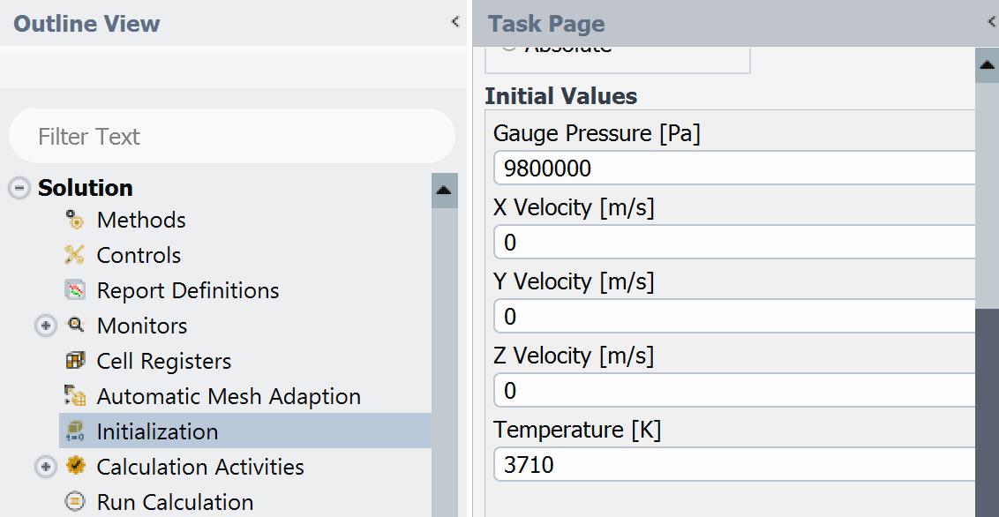 Outline View
Filter Text
Solution
Methods
Controls
Report Definitions
Monitors
Cell Registers
Automatic Mesh Adaption
Initialization
Calculation Activities
Run Calculation
Task Page
Absolute
Initial Values
Gauge Pressure [Pa]
9800000
X Velocity [m/s]
0
Y Velocity [m/s]
0
Z Velocity [m/s]
0
Temperature [K]
3710